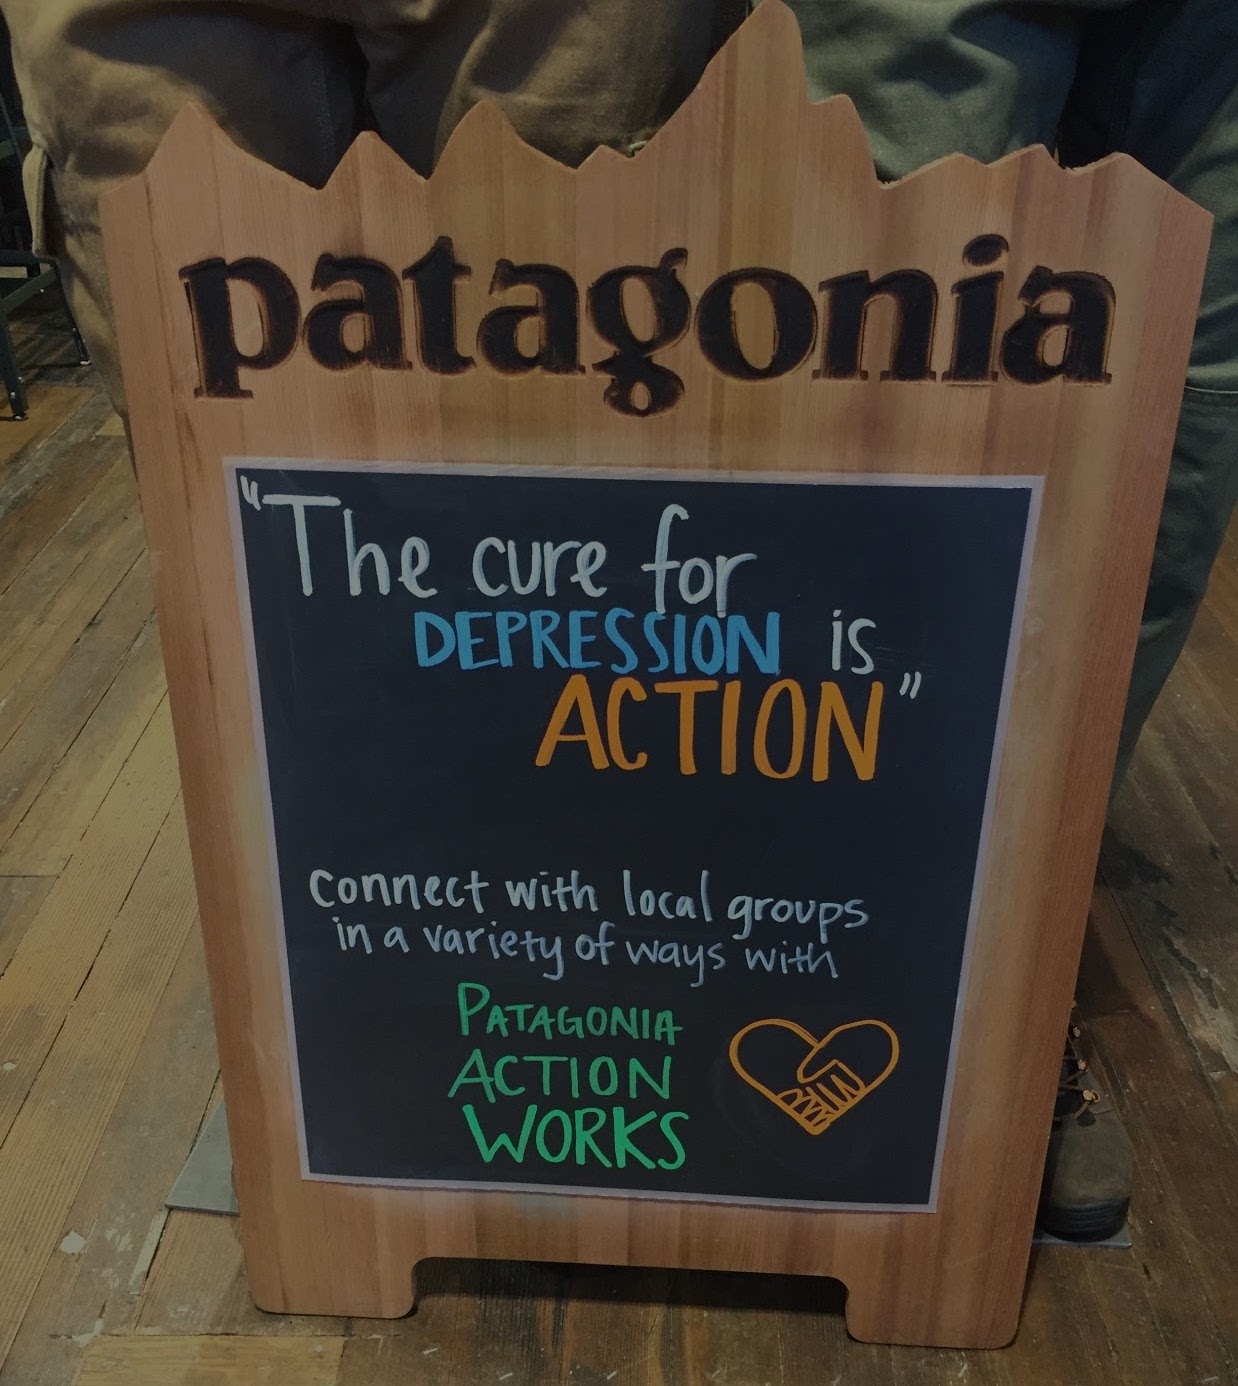 patagonia
"The cure for
DEPRESSION is
ACTION"
connect with local groups
in a variety of ways with
PATAGONIA
ACTION
WORKS